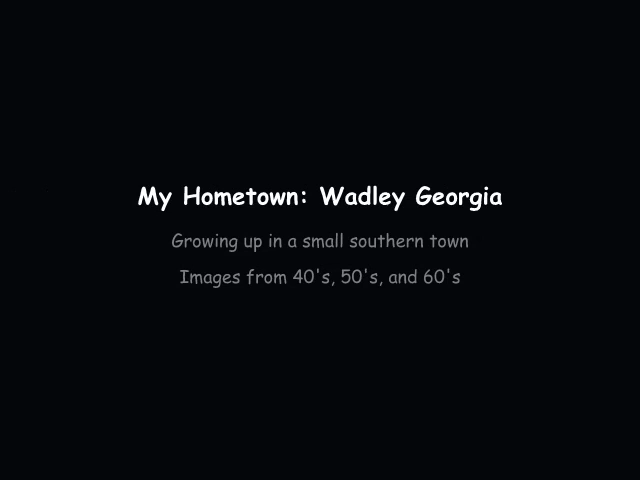 My Hometown: Wadley Georgia
Growing up in a small southern town
Images from 40's, 50's, and 60's